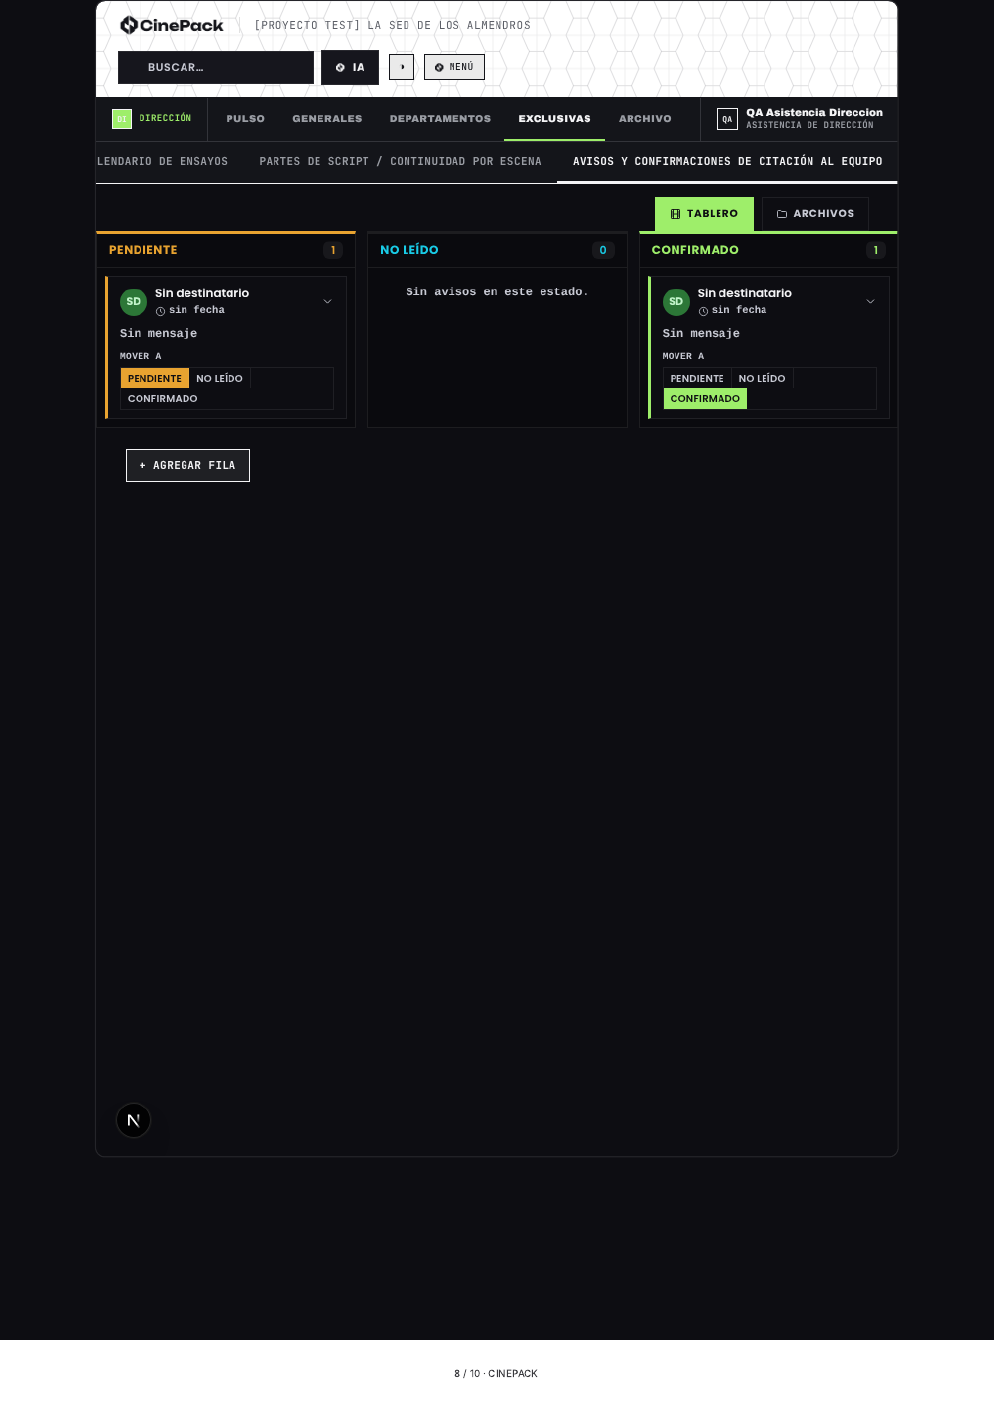 CinePack
[PROYECTO TEST] LA SED DE LOS ALMENDROS
BUSCAR…
IA
MENÚ
DI
DIRECCIÓN
PULSO
GENERALES
DEPARTAMENTOS
EXCLUSIVAS
ARCHIVO
QA
QA Asistencia Direccion
ASISTENCIA DE DIRECCIÓN
LENDARIO DE ENSAYOS
PARTES DE SCRIPT / CONTINUIDAD POR ESCENA
AVISOS Y CONFIRMACIONES DE CITACIÓN AL EQUIPO
TABLERO
ARCHIVOS
PENDIENTE
1
SD
Sin destinatario
sin fecha
Sin mensaje
MOVER A
PENDIENTE
NO LEÍDO
CONFIRMADO
NO LEÍDO
0
Sin avisos en este estado.
CONFIRMADO
1
SD
Sin destinatario
sin fecha
Sin mensaje
MOVER A
PENDIENTE
NO LEÍDO
CONFIRMADO
+ AGREGAR FILA
N
8 / 10 · CINEPACK